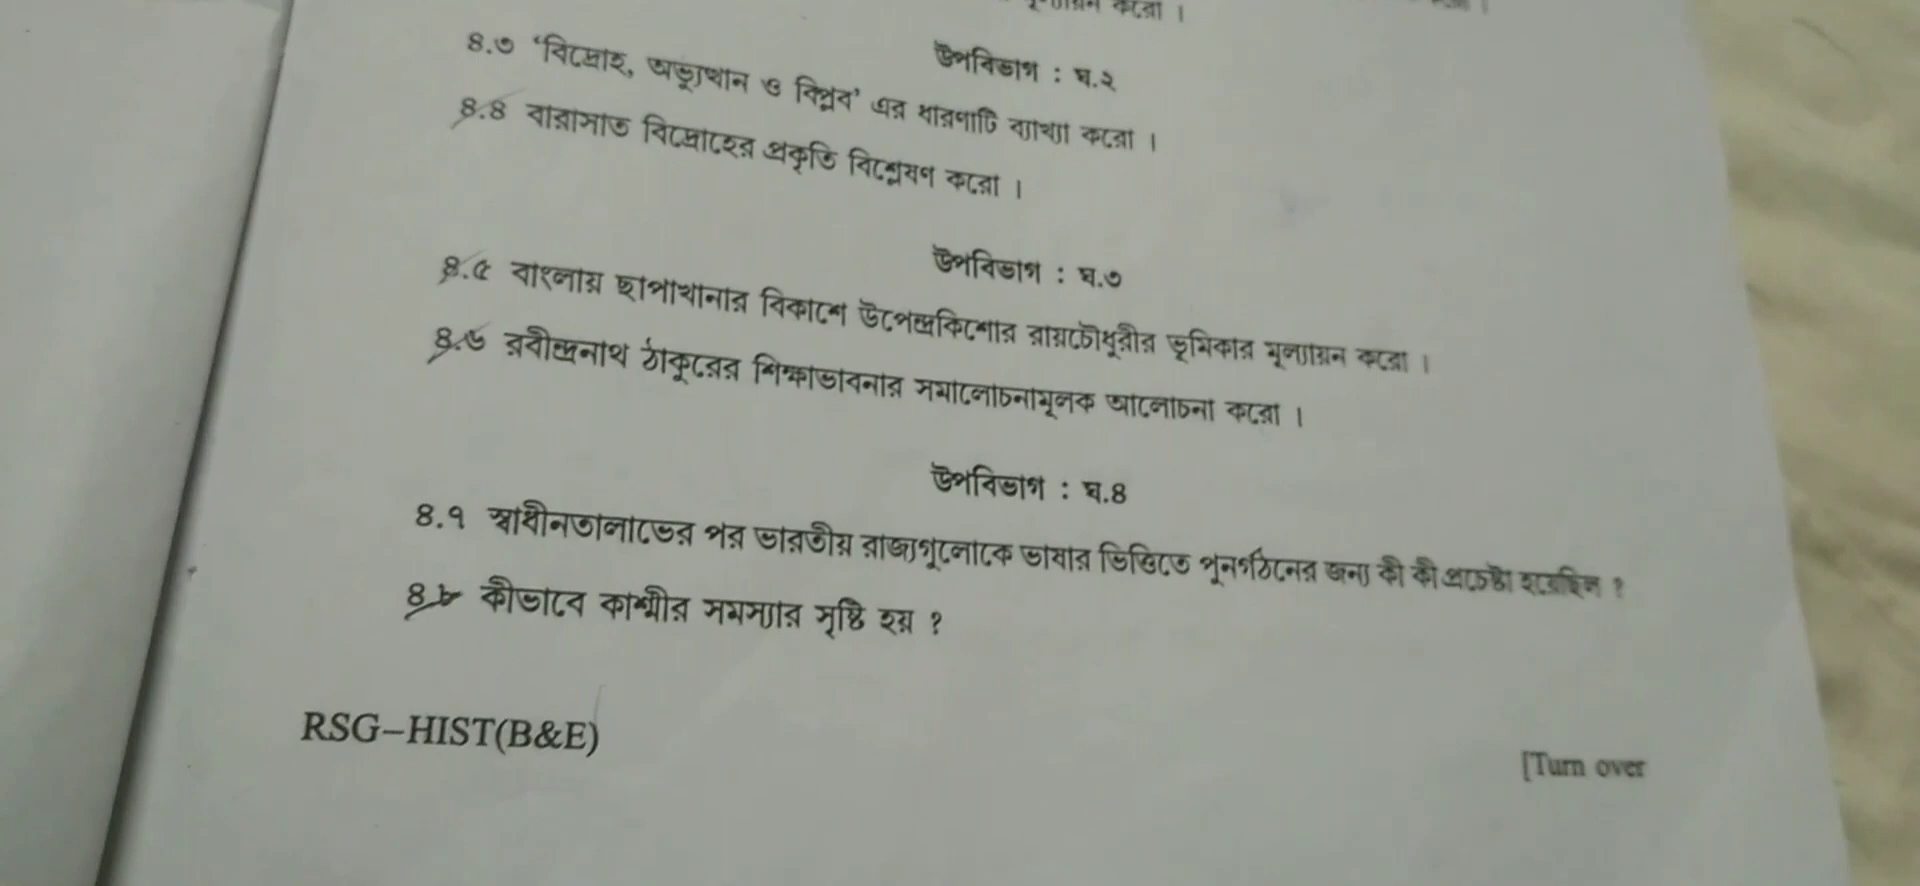 করো ।
উপবিভাগ : ঘ.২
৪.৩ ‘বিদ্রোহ, অভ্যুত্থান ও বিপ্লব’ এর ধারণাটি ব্যাখ্যা করো ।
৪.৪ বারাসাত বিদ্রোহের প্রকৃতি বিশ্লেষণ করো ।
উপবিভাগ : ঘ.৩
৪.৫ বাংলায় ছাপাখানার বিকাশে উপেন্দ্রকিশোর রায়চৌধুরীর ভূমিকার মূল্যায়ন করো ।
৪.৬ রবীন্দ্রনাথ ঠাকুরের শিক্ষাভাবনার সমালোচনামূলক আলোচনা করো ।
উপবিভাগ : ঘ.৪
৪.৭ স্বাধীনতালাভের পর ভারতীয় রাজ্যগুলোকে ভাষার ভিত্তিতে পুনর্গঠনের জন্য কী কী প্রচেষ্টা হয়েছিল ?
৪.৮ কীভাবে কাশ্মীর সমস্যার সৃষ্টি হয় ?
RSG–HIST(B&E)
[Turn over